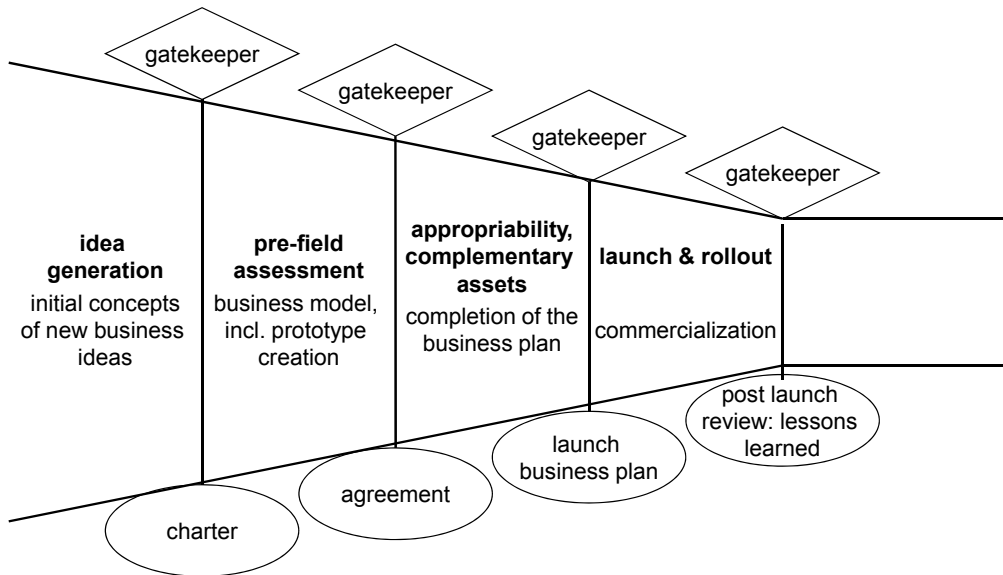 gatekeeper
gatekeeper
gatekeeper
gatekeeper
idea
generation
initial concepts
of new business
ideas
pre-field
assessment
business model,
incl. prototype
creation
appropriability,
complementary
assets
completion of the
business plan
launch & rollout
commercialization
charter
agreement
launch
business plan
post launch
review: lessons
learned